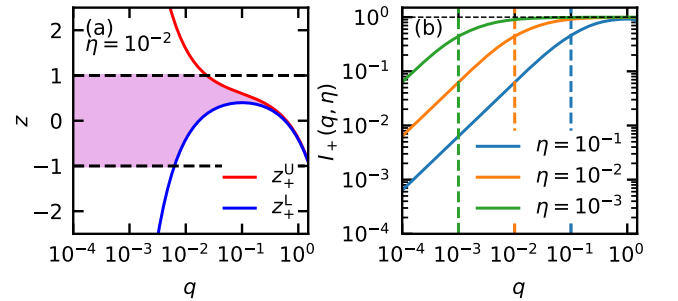 (a)
η = 10⁻²
z
2
1
0
−1
−2
z₊ᵁ
z₊ᴸ
10⁻⁴ 10⁻³ 10⁻² 10⁻¹ 10⁰
q
(b)
I₊(q, η)
10⁰
10⁻¹
10⁻²
10⁻³
10⁻⁴
η = 10⁻¹
η = 10⁻²
η = 10⁻³
10⁻⁴ 10⁻³ 10⁻² 10⁻¹ 10⁰
q